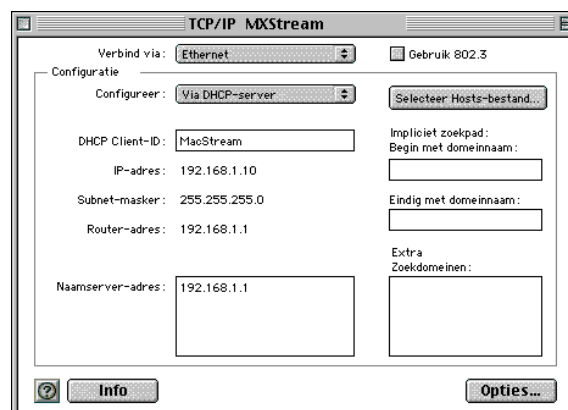 TCP/IP MXStream
Verbind via: Ethernet
Gebruik 802.3
Configuratie
Configureer: Via DHCP-server
Selecteer Hosts-bestand...
DHCP Client-ID: MacStream
IP-adres: 192.168.1.10
Subnet-masker: 255.255.255.0
Router-adres: 192.168.1.1
Naamserver-adres: 192.168.1.1
Impliciet zoekpad:
Begin met domeinnaam:
Eindig met domeinnaam:
Extra
Zoekdomeinen:
?
Info
Opties...